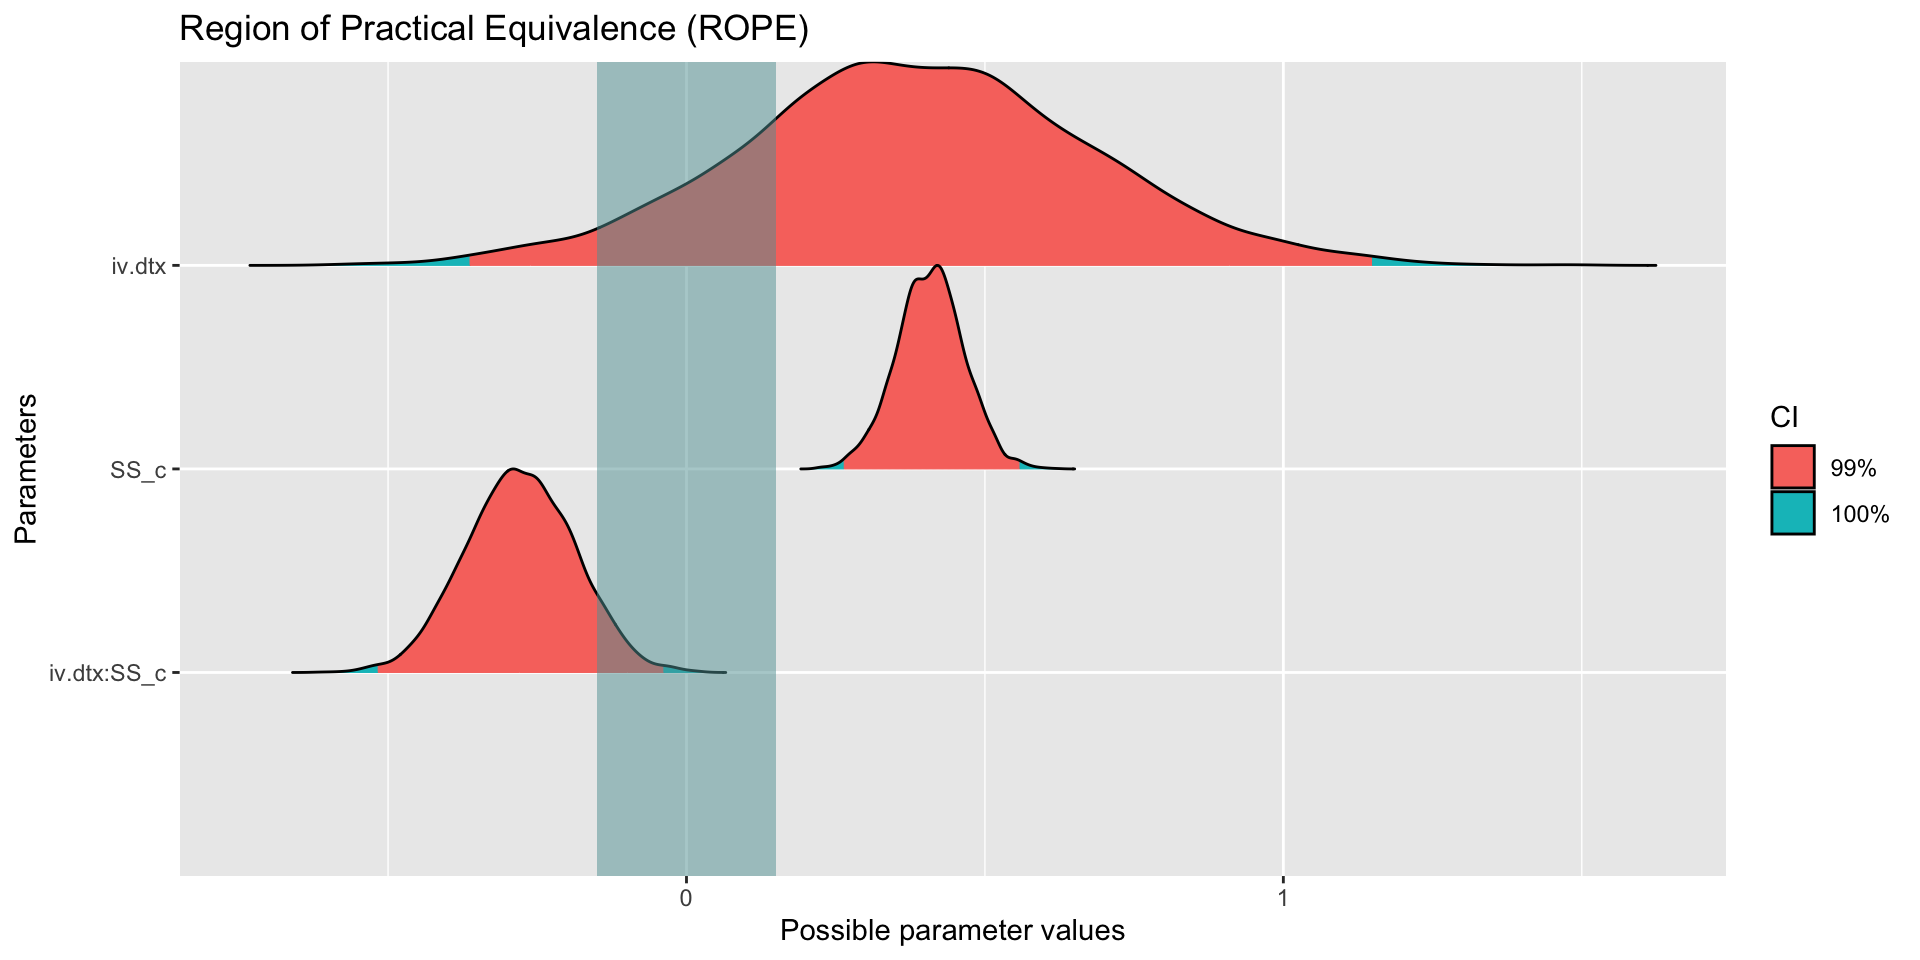 Region of Practical Equivalence (ROPE)
Parameters
iv.dtx
SS_c
iv.dtx:SS_c
0
1
Possible parameter values
CI
99%
100%